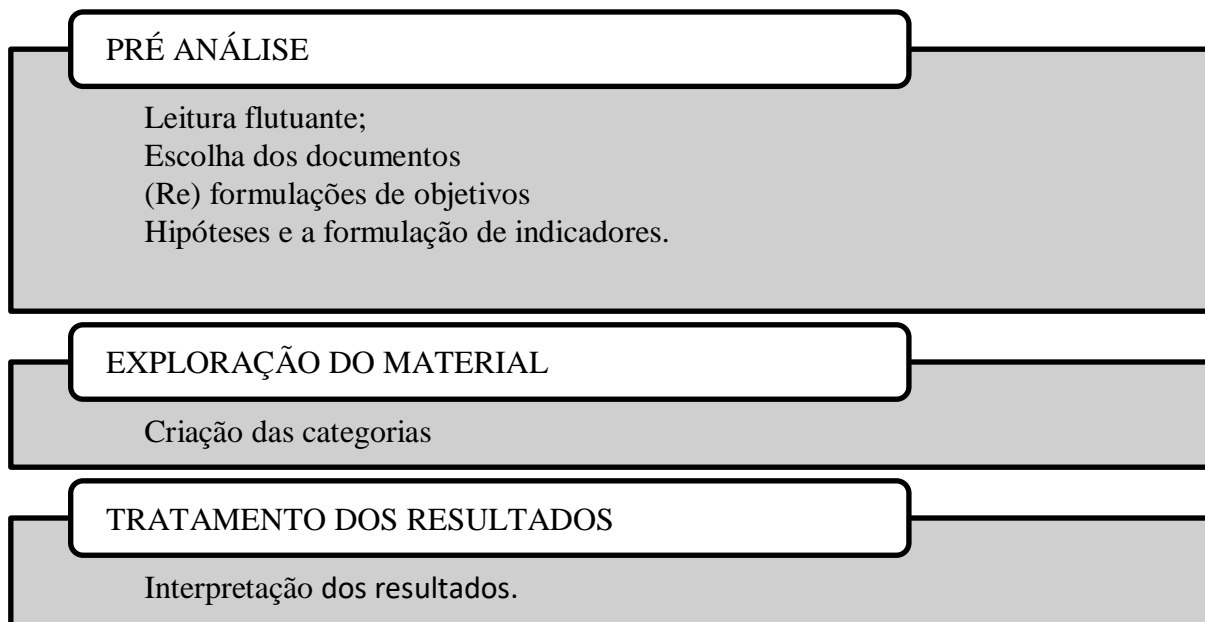 PRÉ ANÁLISE
Leitura flutuante;
Escolha dos documentos
(Re) formulações de objetivos
Hipóteses e a formulação de indicadores.
EXPLORAÇÃO DO MATERIAL
Criação das categorias
TRATAMENTO DOS RESULTADOS
Interpretação dos resultados.